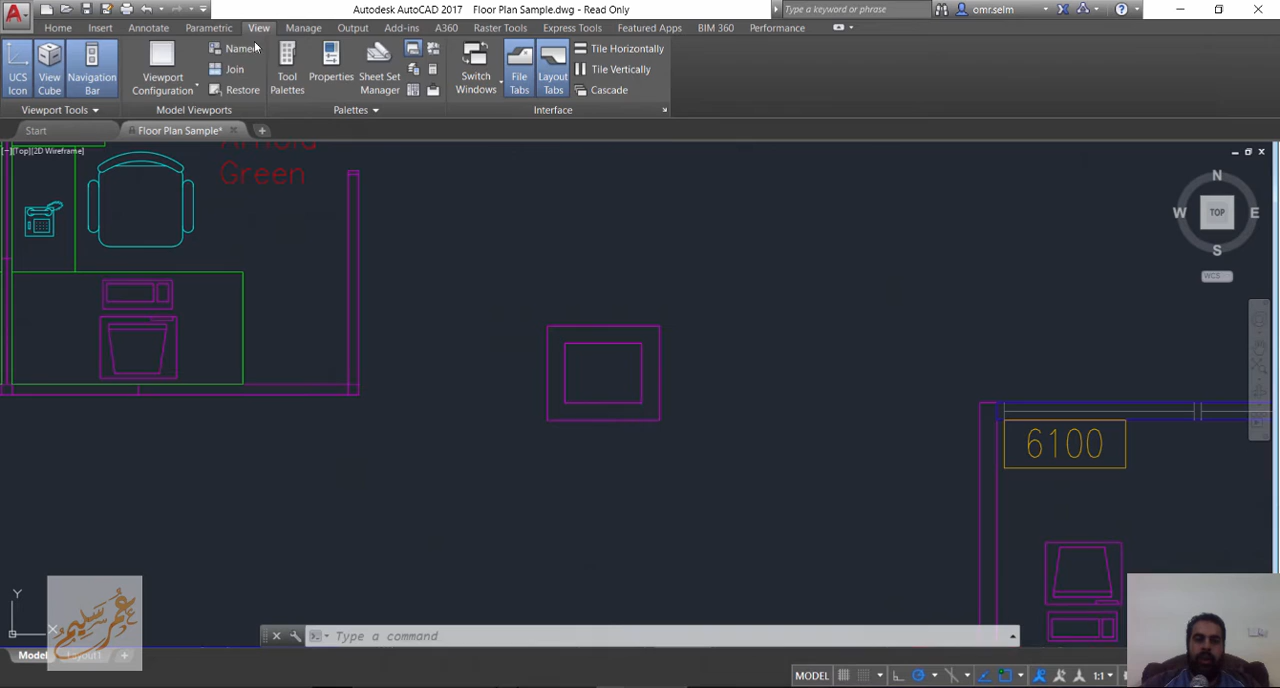 Autodesk AutoCAD 2017 Floor Plan Sample.dwg - Read Only
Type a keyword or phrase
omr.selm
Home Insert Annotate Parametric View Manage Output Add-ins A360 Raster Tools Express Tools Featured Apps BIM 360 Performance
UCS Icon
View Cube
Navigation Bar
Viewport Configuration
Named
Join
Restore
Tool Palettes
Properties
Sheet Set Manager
Switch Windows
File Tabs
Layout Tabs
Tile Horizontally
Tile Vertically
Cascade
Viewport Tools Model Viewports Palettes Interface
Start Floor Plan Sample*
[−][Top][2D Wireframe]
Arnold
Green
N
W TOP E
S
WCS
6100
Y
X
عمر سليم
Type a command
Model Layout1
MODEL 1:1